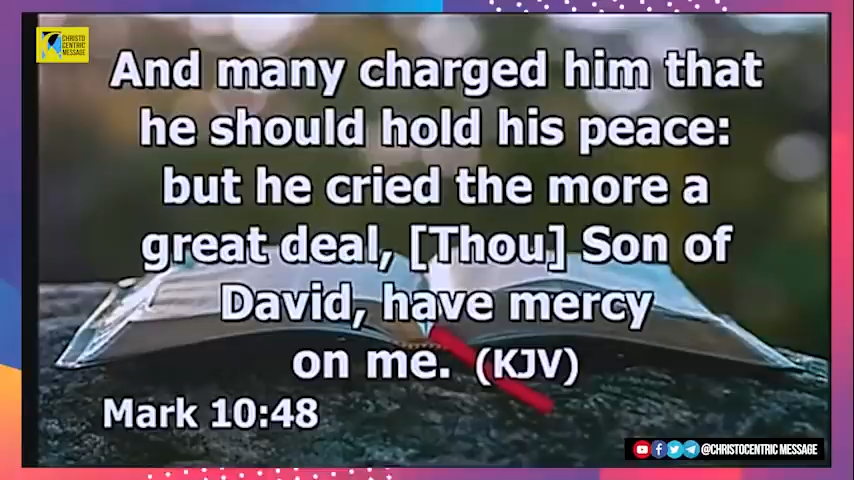 CHRISTO
CENTRIC
MESSAGE
And many charged him that
he should hold his peace:
but he cried the more a
great deal, [Thou] Son of
David, have mercy
on me. (KJV)
Mark 10:48
@CHRISTOCENTRIC MESSAGE